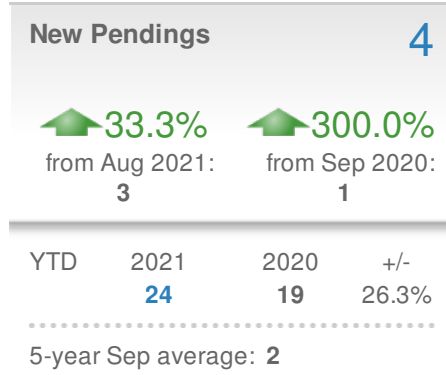 New Pendings 4
33.3% 300.0%
from Aug 2021: from Sep 2020:
3 1
YTD 2021 2020 +/-
24 19 26.3%
5-year Sep average: 2